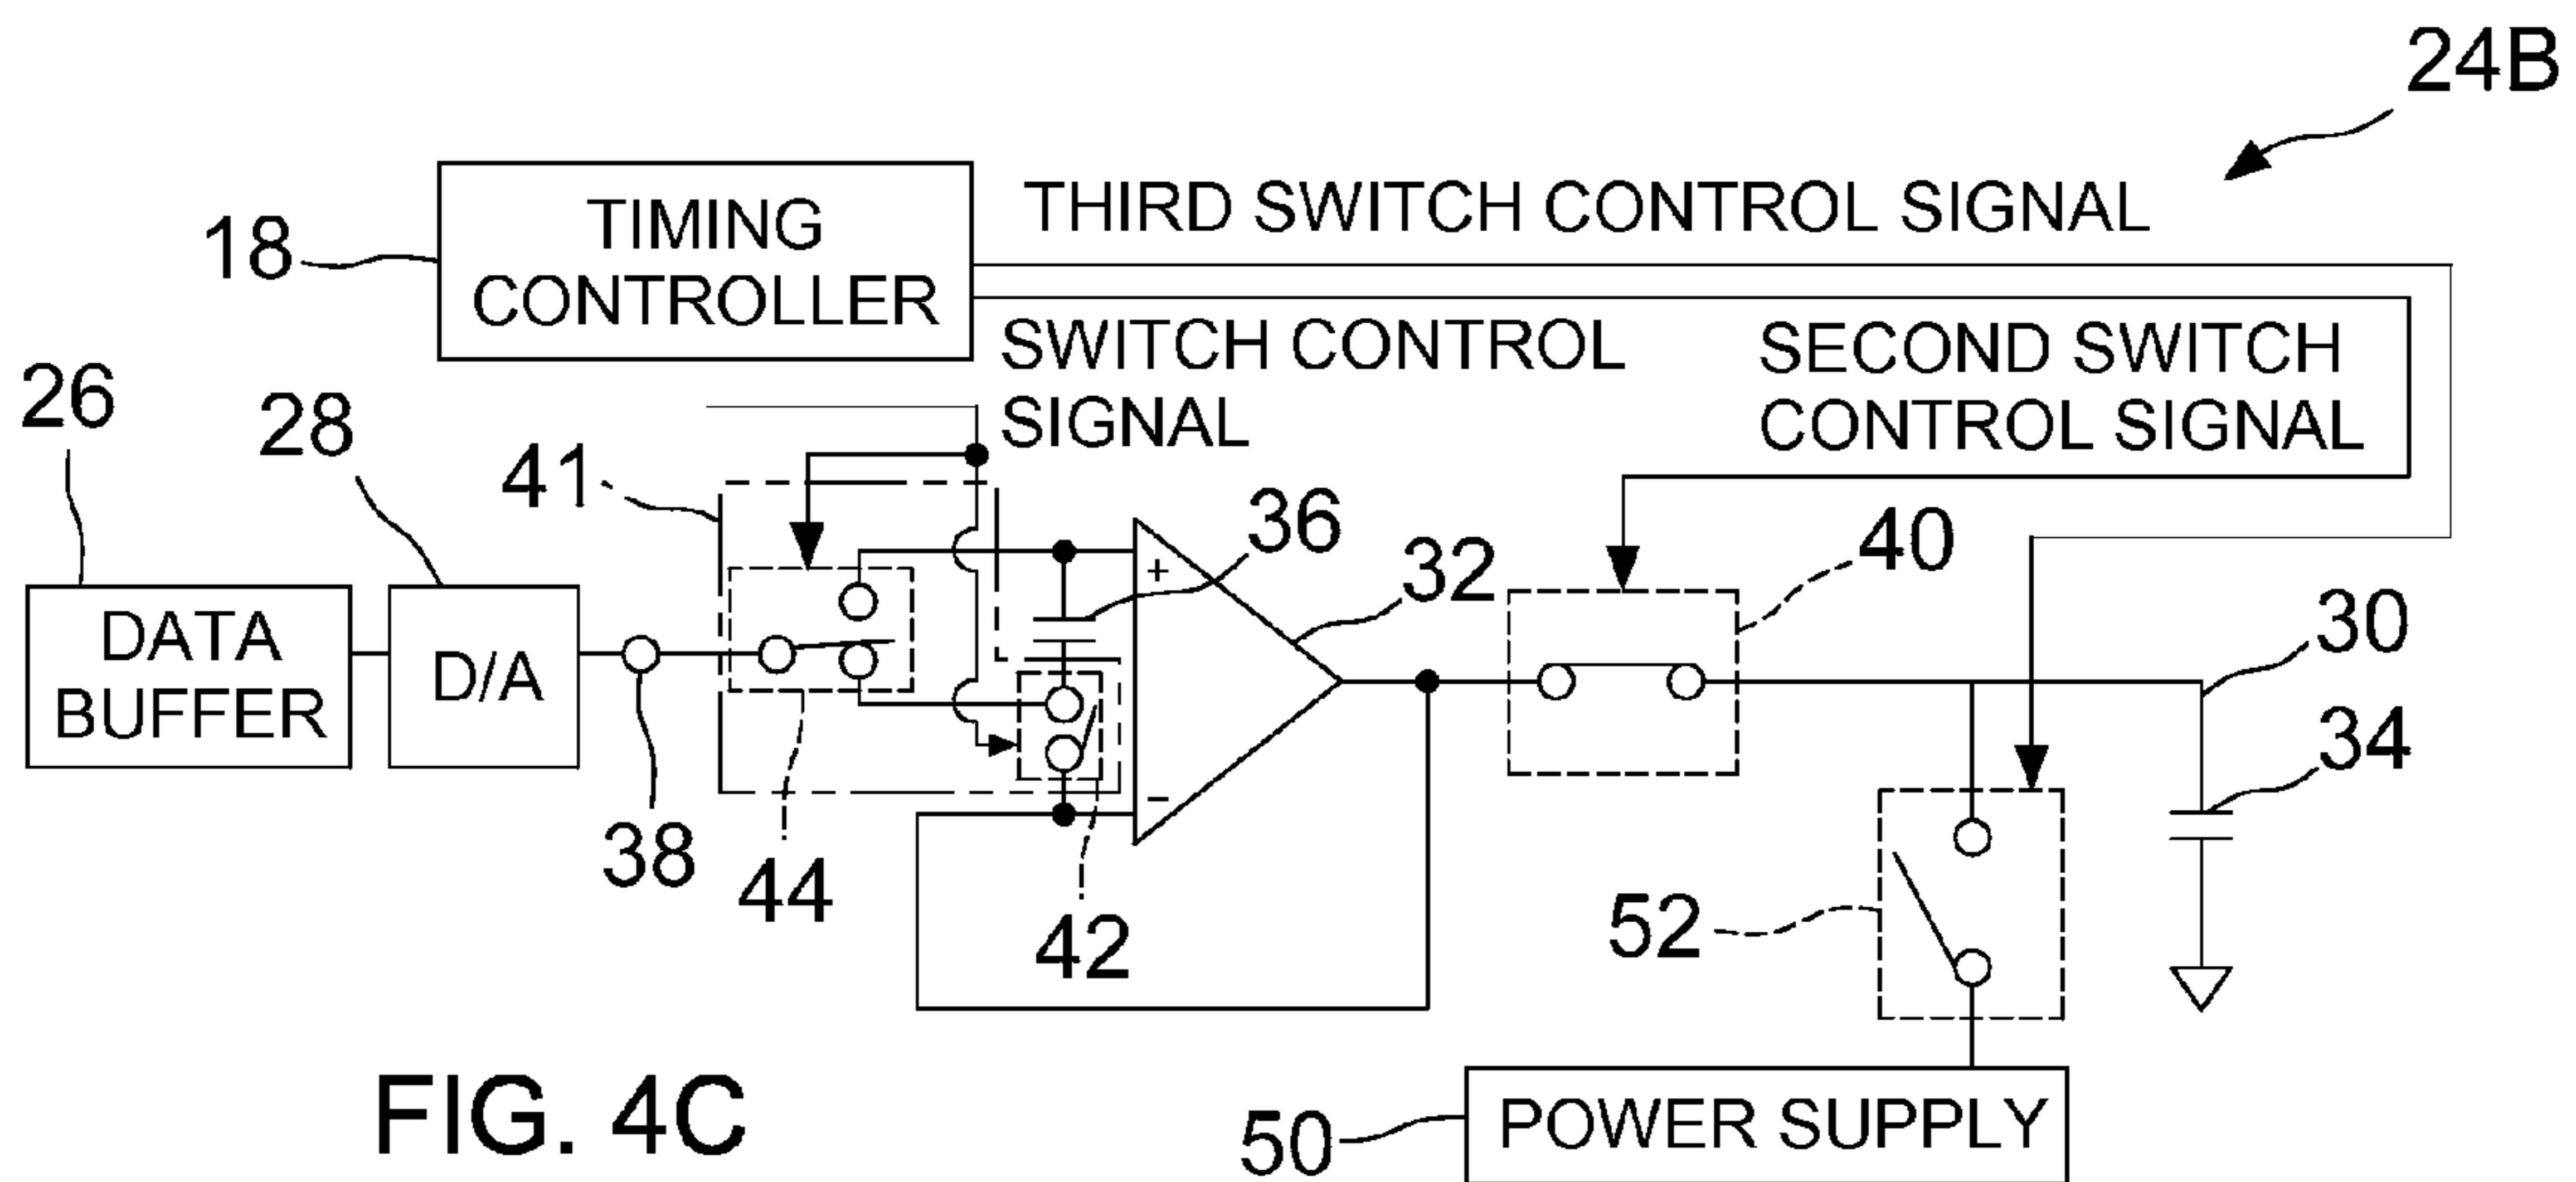 24B
THIRD SWITCH CONTROL SIGNAL
TIMING
CONTROLLER
18
SWITCH CONTROL
SIGNAL
SECOND SWITCH
CONTROL SIGNAL
26
28
41
36
32
40
30
DATA
BUFFER
D/A
+
−
34
38
44
42
52
FIG. 4C
50
POWER SUPPLY